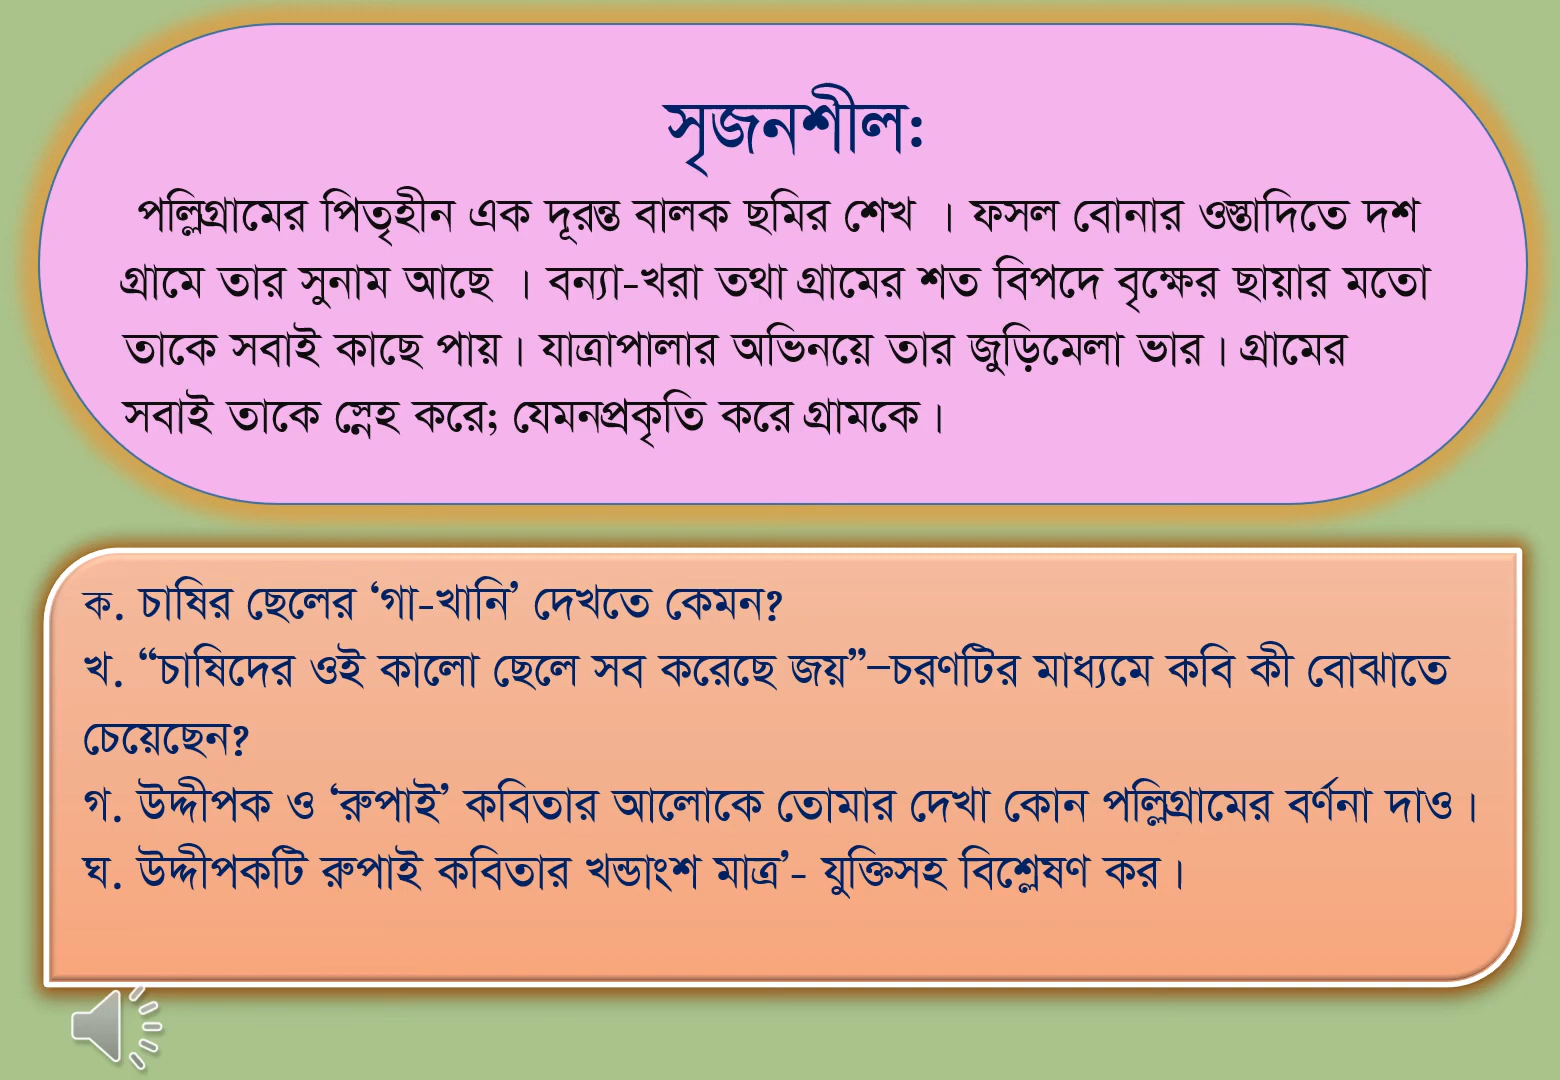 সৃজনশীল:
পল্লিগ্রামের পিতৃহীন এক দূরন্ত বালক ছমির শেখ । ফসল বোনার ওস্তাদিতে দশ
গ্রামে তার সুনাম আছে । বন্যা-খরা তথা গ্রামের শত বিপদে বৃক্ষের ছায়ার মতো
তাকে সবাই কাছে পায়। যাত্রাপালার অভিনয়ে তার জুড়িমেলা ভার। গ্রামের
সবাই তাকে স্নেহ করে; যেমনপ্রকৃতি করে গ্রামকে।
ক. চাষির ছেলের ‘গা-খানি’ দেখতে কেমন?
খ. “চাষিদের ওই কালো ছেলে সব করেছে জয়”–চরণটির মাধ্যমে কবি কী বোঝাতে
চেয়েছেন?
গ. উদ্দীপক ও ‘রুপাই’ কবিতার আলোকে তোমার দেখা কোন পল্লিগ্রামের বর্ণনা দাও।
ঘ. উদ্দীপকটি রুপাই কবিতার খন্ডাংশ মাত্র’- যুক্তিসহ বিশ্লেষণ কর।